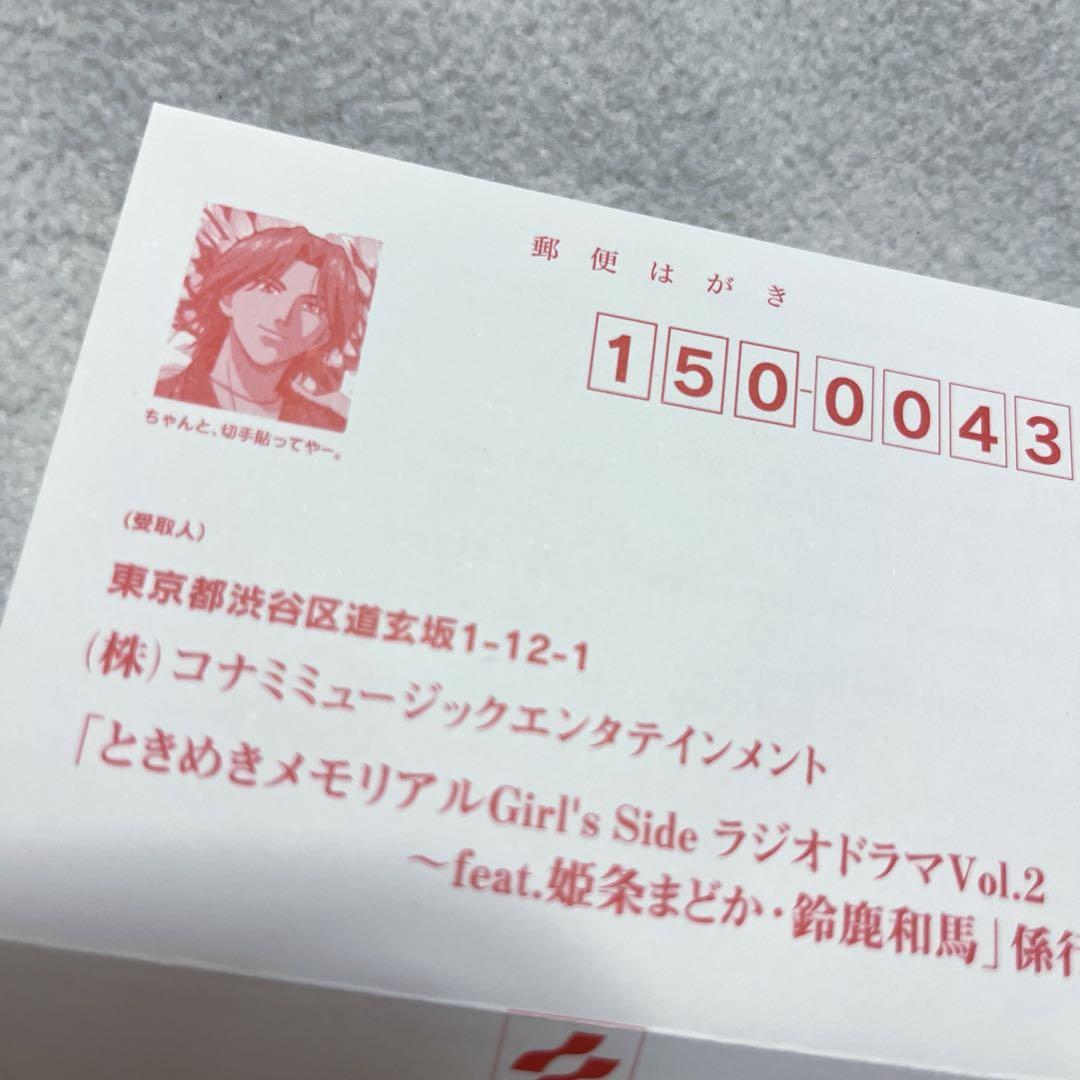 郵便はがき
150-0043
ちゃんと、切手貼ってやー。
(受取人)
東京都渋谷区道玄坂1-12-1
(株)コナミミュージックエンタテインメント
「ときめきメモリアルGirl's Side ラジオドラマVol.2
〜feat.姫条まどか・鈴鹿和馬」係行